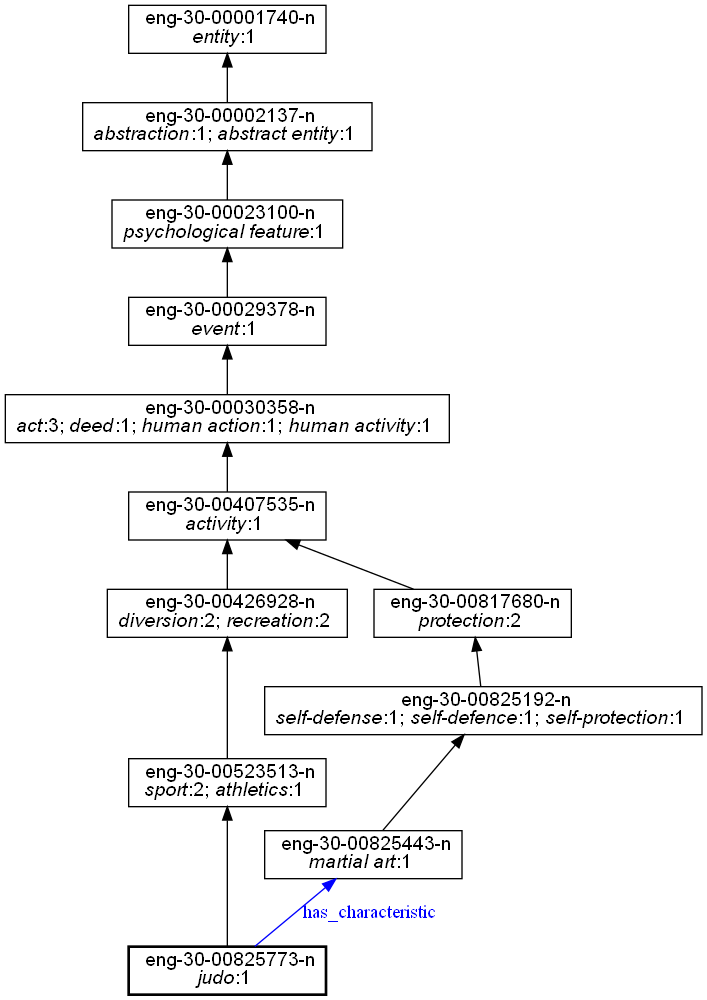 eng-30-00001740-n
entity:1
eng-30-00002137-n
abstraction:1; abstract entity:1
eng-30-00023100-n
psychological feature:1
eng-30-00029378-n
event:1
eng-30-00030358-n
act:3; deed:1; human action:1; human activity:1
eng-30-00407535-n
activity:1
eng-30-00426928-n
diversion:2; recreation:2
eng-30-00817680-n
protection:2
eng-30-00825192-n
self-defense:1; self-defence:1; self-protection:1
eng-30-00523513-n
sport:2; athletics:1
eng-30-00825443-n
martial art:1
has_characteristic
eng-30-00825773-n
judo:1